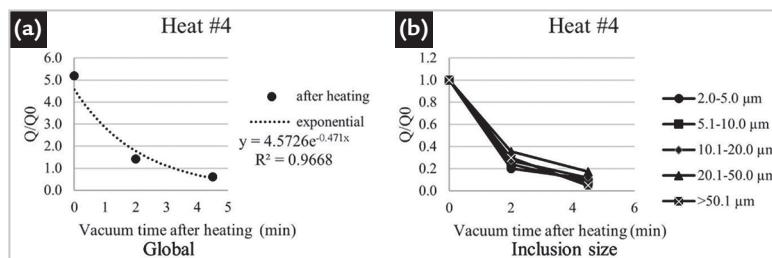 (a)
Heat #4
Q/Q0
6.0
5.0
4.0
3.0
2.0
1.0
0.0
0 1 2 3 4 5
Vacuum time after heating (min)
Global
after heating
exponential
y = 4.5726e^-0.471x
R² = 0.9668
(b)
Heat #4
Q/Q0
1.2
1.0
0.8
0.6
0.4
0.2
0.0
0 2 4 6
Vacuum time after heating (min)
Inclusion size
2.0-5.0 µm
5.1-10.0 µm
10.1-20.0 µm
20.1-50.0 µm
>50.1 µm